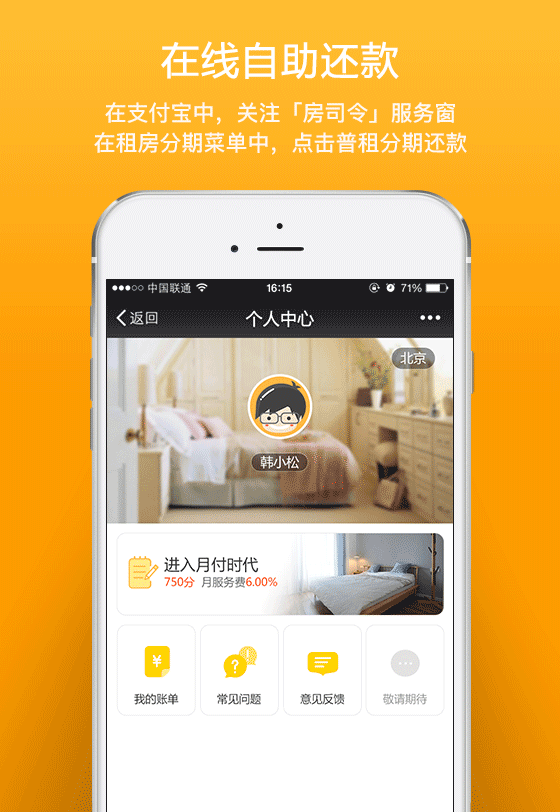 在线自助还款
在支付宝中，关注「房司令」服务窗
在租房分期菜单中，点击普租分期还款
中国联通 16:15 71%
返回 个人中心
北京
韩小松
进入月付时代
750分 月服务费6.00%
我的账单 常见问题 意见反馈 敬请期待